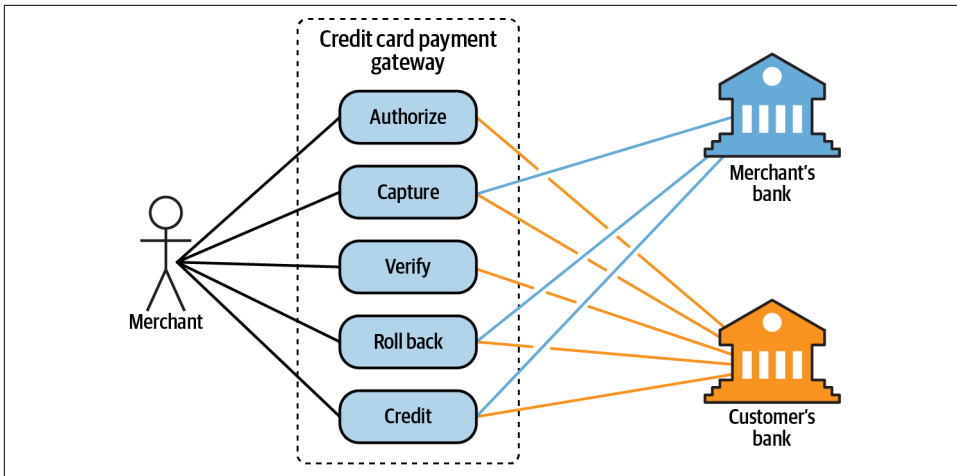 Credit card payment
gateway
Authorize
Capture
Verify
Roll back
Credit
Merchant
Merchant's
bank
Customer's
bank